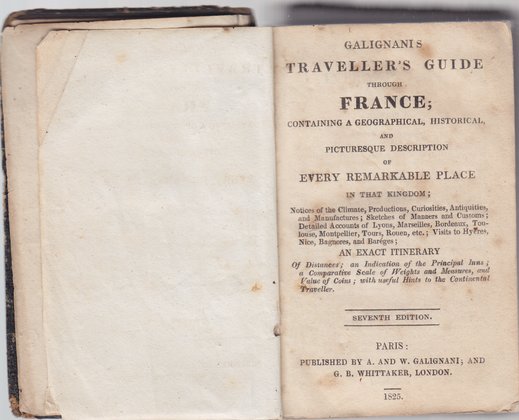 GALIGNANI'S
TRAVELLER'S GUIDE
THROUGH
FRANCE;
CONTAINING A GEOGRAPHICAL, HISTORICAL,
AND
PICTURESQUE DESCRIPTION
OF
EVERY REMARKABLE PLACE
IN THAT KINGDOM;
Notices of the Climate, Productions, Curiosities, Antiquities,
and Manufactures; Sketches of Manners and Customs;
Detailed Accounts of Lyons, Marseilles, Bordeaux, Tou-
louse, Montpellier, Tours, Rouen, etc.; Visits to Hyères,
Nice, Bagneres, and Barèges;
AN EXACT ITINERARY
Of Distances; an Indication of the Principal Inns;
a Comparative Scale of Weights and Measures, and
Value of Coins; with useful Hints to the Continental
Traveller.
SEVENTH EDITION.
PARIS:
PUBLISHED BY A. AND W. GALIGNANI; AND
G. B. WHITTAKER, LONDON.
1825.